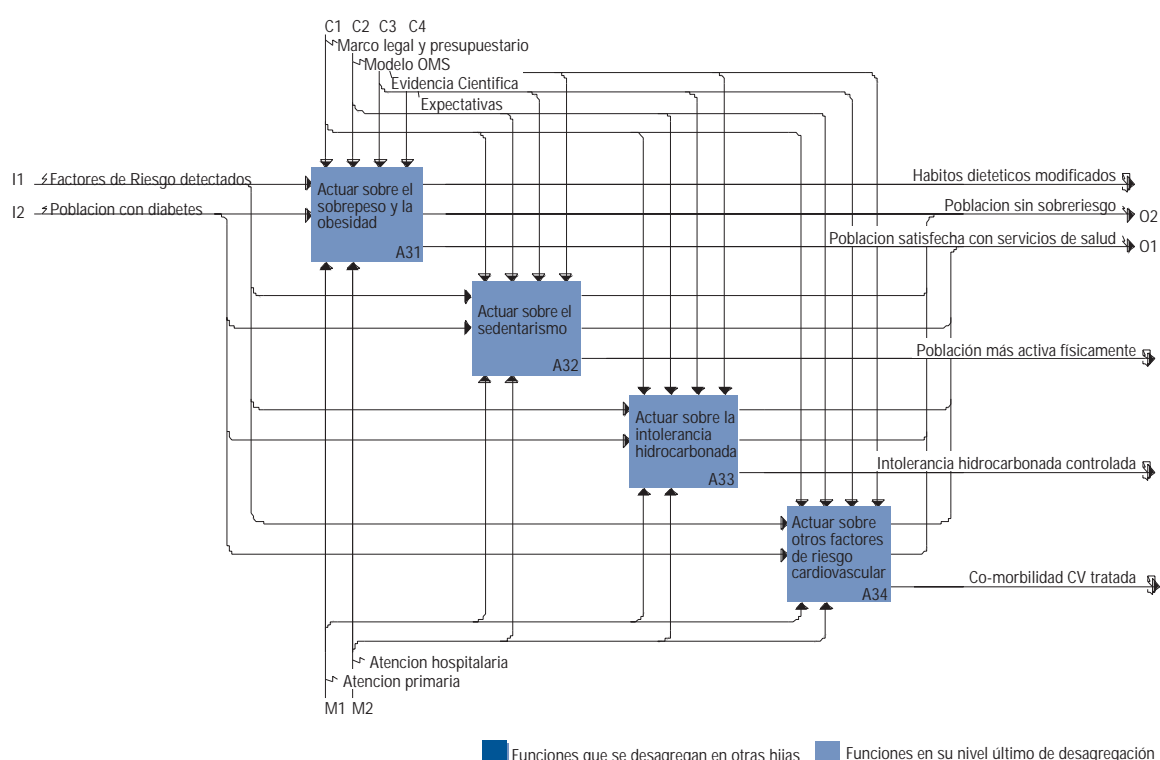 C1 C2 C3 C4
Marco legal y presupuestario
Modelo OMS
Evidencia Cientifica
Expectativas
I1 Factores de Riesgo detectados
I2 Poblacion con diabetes
Actuar sobre el
sobrepeso y la
obesidad
A31
Habitos dieteticos modificados
Poblacion sin sobreriesgo O2
Poblacion satisfecha con servicios de salud O1
Actuar sobre el
sedentarismo
A32
Población más activa físicamente
Actuar sobre la
intolerancia
hidrocarbonada
A33
Intolerancia hidrocarbonada controlada
Actuar sobre
otros factores
de riesgo
cardiovascular
A34
Co-morbilidad CV tratada
Atencion hospitalaria
Atencion primaria
M1 M2
Funciones que se desagregan en otras hijas
Funciones en su nivel último de desagregación